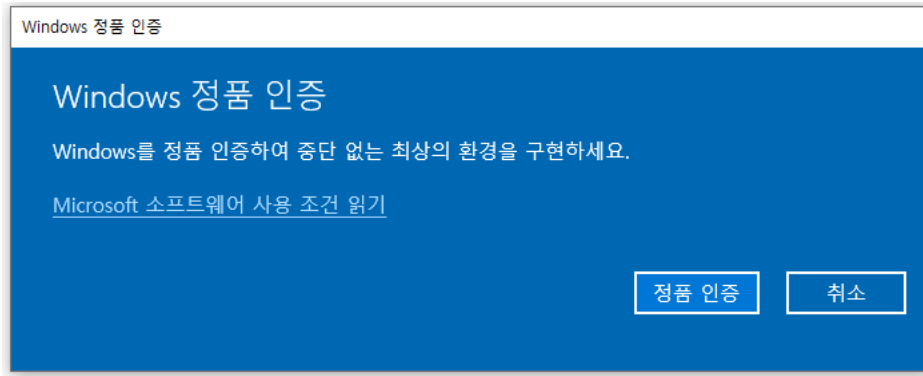 Windows 정품 인증
Windows 정품 인증
Windows를 정품 인증하여 중단 없는 최상의 환경을 구현하세요.
Microsoft 소프트웨어 사용 조건 읽기
정품 인증 취소